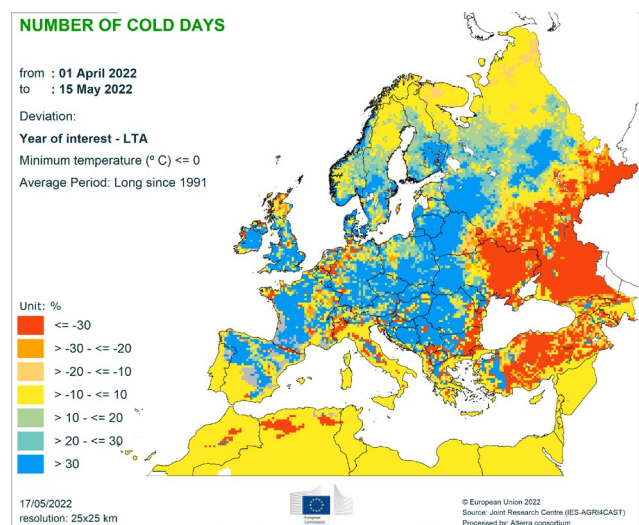 NUMBER OF COLD DAYS
from : 01 April 2022
to : 15 May 2022
Deviation:
Year of interest - LTA
Minimum temperature (º C) <= 0
Average Period: Long since 1991
Unit: %
<= -30
> -30 - <= -20
> -20 - <= -10
> -10 - <= 10
> 10 - <= 20
> 20 - <= 30
> 30
17/05/2022
resolution: 25x25 km
European
Commission
© European Union 2022
Source: Joint Research Centre (IES-AGRI4CAST)
Processed by: Alterra consortium